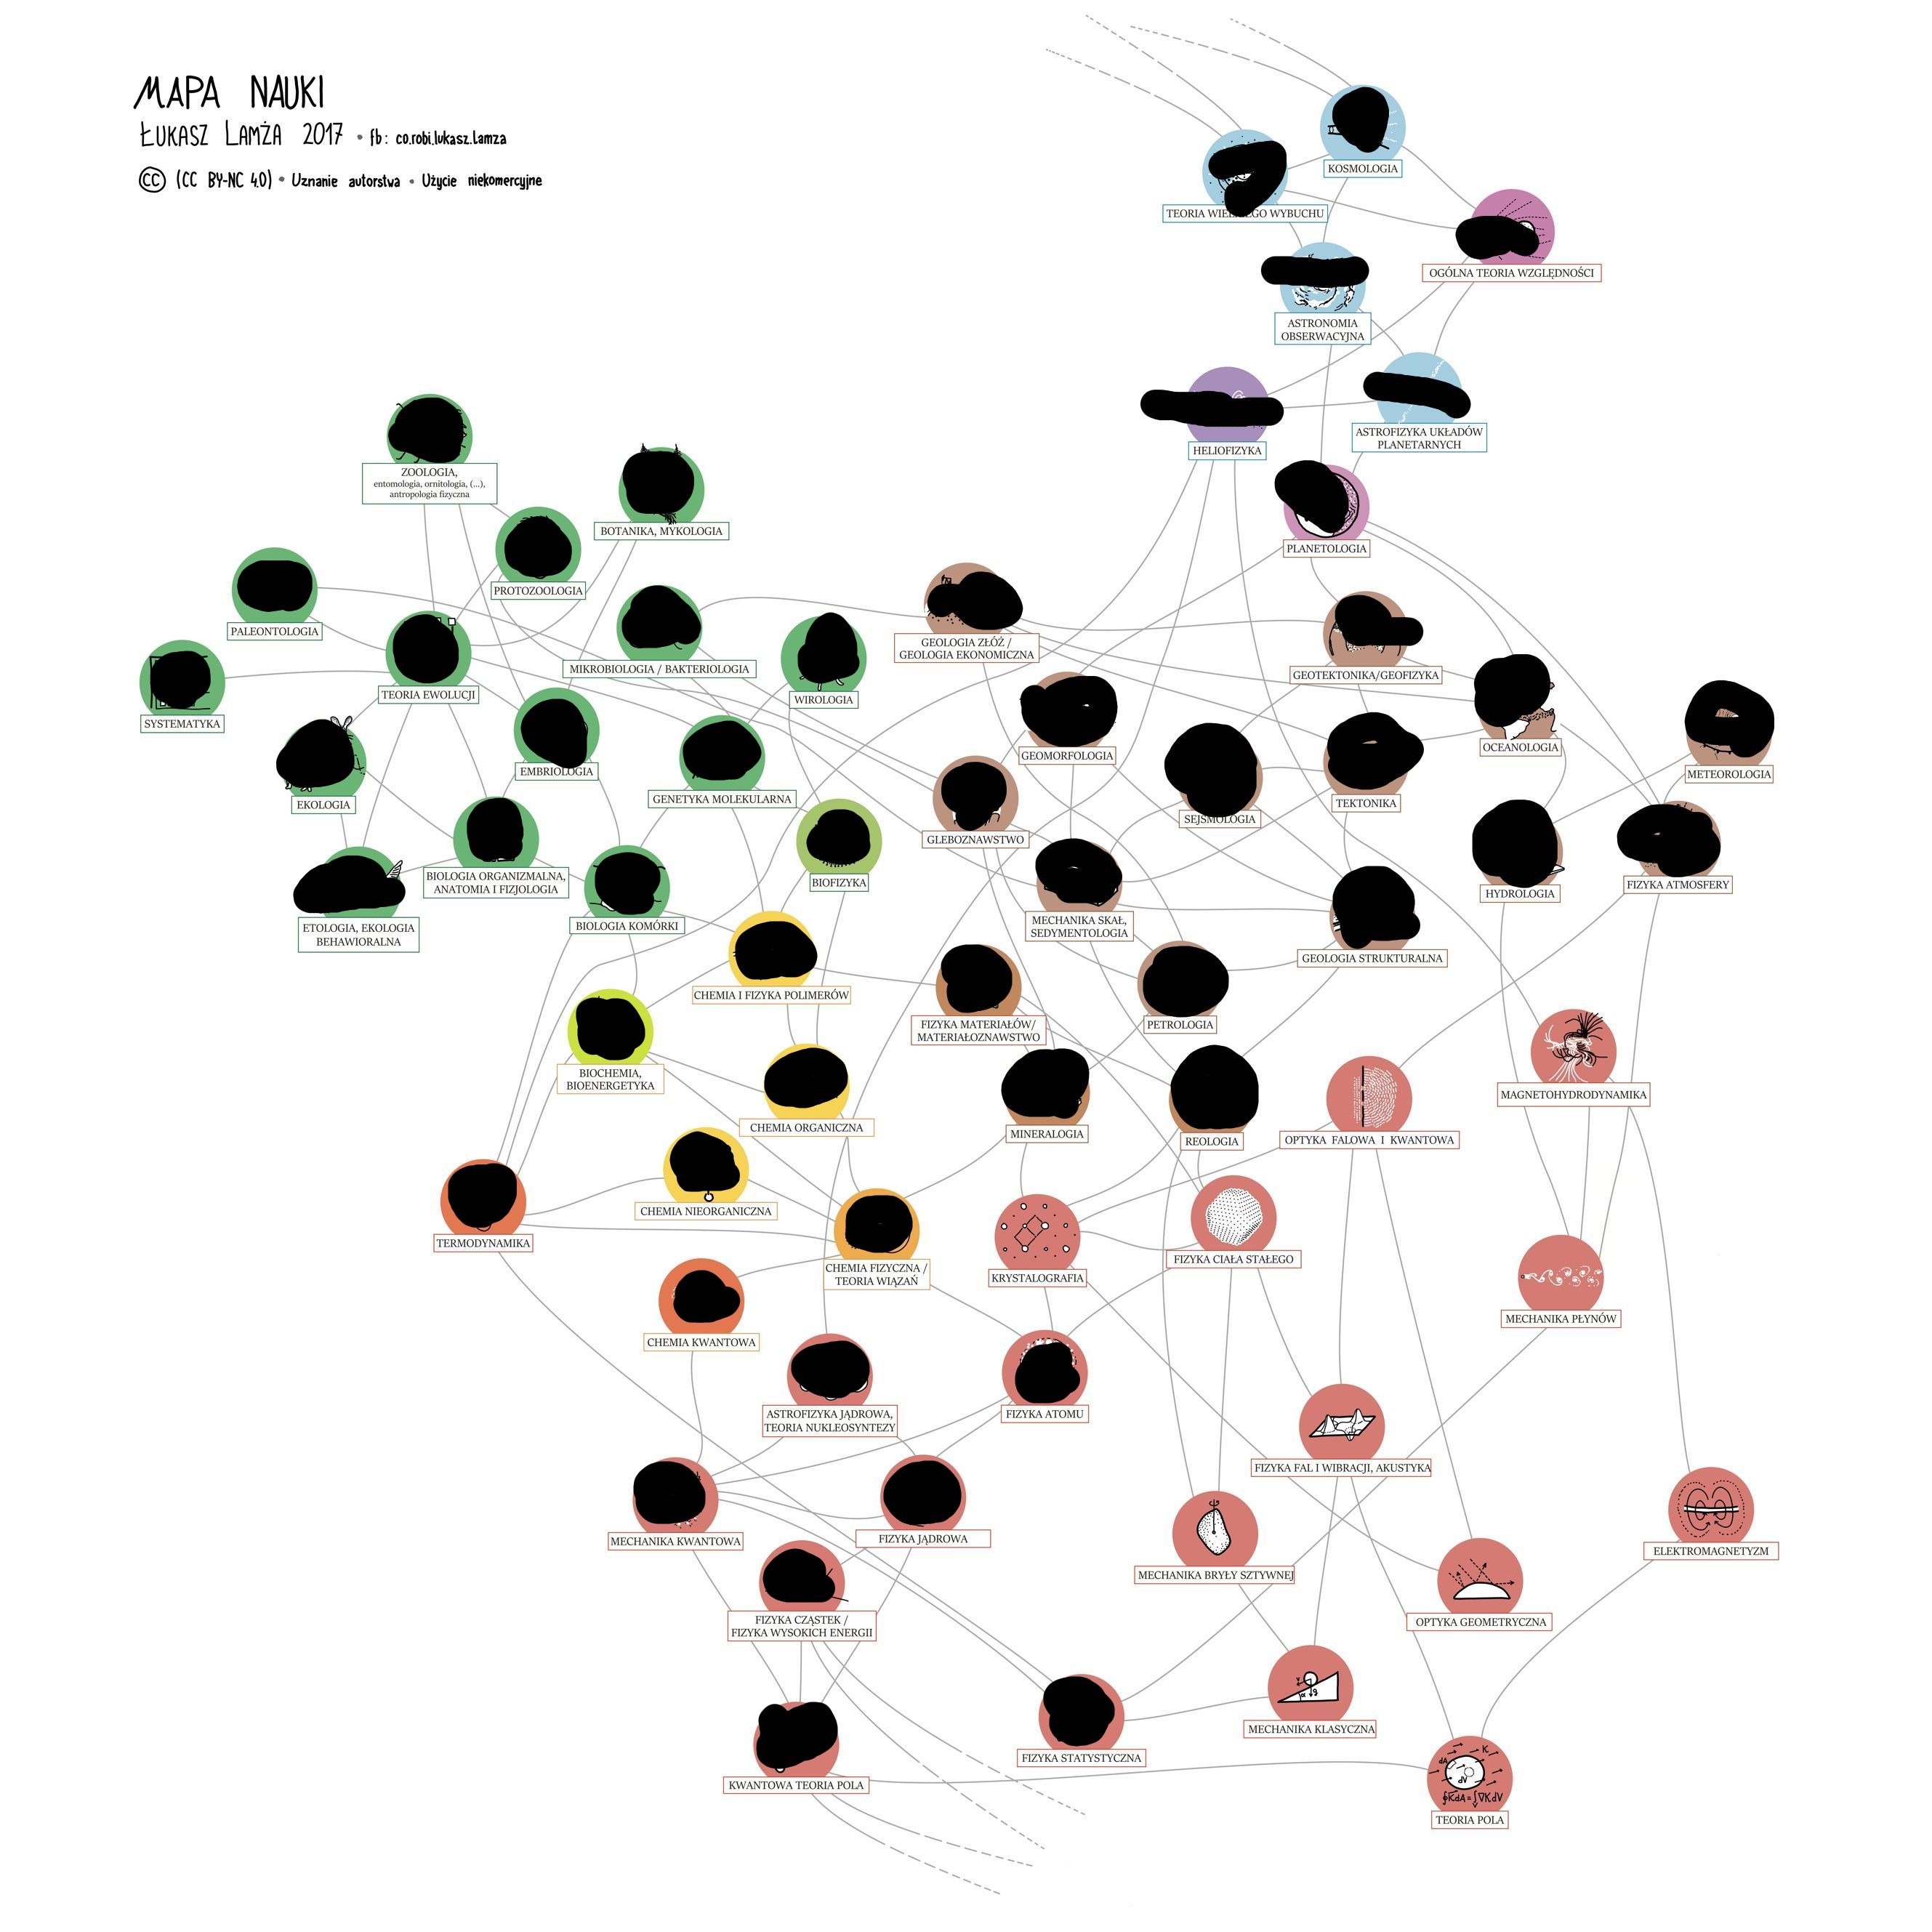 MAPA NAUKI
ŁUKASZ LAMŻA 2017 • fb: co.robi.lukasz.lamza
CC (CC BY-NC 4.0) • Uznanie autorstwa • Użycie niekomercyjne
KOSMOLOGIA
TEORIA WYBUCHU
OGÓLNA TEORIA WZGLĘDNOŚCI
ASTRONOMIA
OBSERWACYJNA
HELIOFIZYKA
ASTROFIZYKA UKŁADÓW
PLANETARNYCH
ZOOLOGIA,
entomologia, ornitologia, (...),
antropologia fizyczna
BOTANIKA, MYKOLOGIA
PLANETOLOGIA
PROTOZOOLOGIA
PALEONTOLOGIA
GEOLOGIA ZŁÓŻ /
GEOLOGIA EKONOMICZNA
MIKROBIOLOGIA / BAKTERIOLOGIA
GEOTEKTONIKA/GEOFIZYKA
TEORIA EWOLUCJI
WIROLOGIA
SYSTEMATYKA
OCEANOLOGIA
GEOMORFOLOGIA
EMBRIOLOGIA
METEOROLOGIA
EKOLOGIA
GENETYKA MOLEKULARNA
TEKTONIKA
SEJSMOLOGIA
GLEBOZNAWSTWO
BIOLOGIA ORGANIZMALNA,
ANATOMIA I FIZJOLOGIA
BIOFIZYKA
HYDROLOGIA
FIZYKA ATMOSFERY
ETOLOGIA, EKOLOGIA
BEHAWIORALNA
BIOLOGIA KOMÓRKI
MECHANIKA SKAŁ,
SEDYMENTOLOGIA
GEOLOGIA STRUKTURALNA
CHEMIA I FIZYKA POLIMERÓW
FIZYKA MATERIAŁÓW/
MATERIAŁOZNAWSTWO
PETROLOGIA
BIOCHEMIA,
BIOENERGETYKA
MAGNETOHYDRODYNAMIKA
CHEMIA ORGANICZNA
MINERALOGIA
REOLOGIA
OPTYKA FALOWA I KWANTOWA
CHEMIA NIEORGANICZNA
TERMODYNAMIKA
CHEMIA FIZYCZNA /
TEORIA WIĄZAŃ
KRYSTALOGRAFIA
FIZYKA CIAŁA STAŁEGO
MECHANIKA PŁYNÓW
CHEMIA KWANTOWA
ASTROFIZYKA JĄDROWA,
TEORIA NUKLEOSYNTEZY
FIZYKA ATOMU
FIZYKA FAL I WIBRACJI, AKUSTYKA
MECHANIKA KWANTOWA
FIZYKA JĄDROWA
ELEKTROMAGNETYZM
MECHANIKA BRYŁY SZTYWNEJ
FIZYKA CZĄSTEK /
FIZYKA WYSOKICH ENERGII
OPTYKA GEOMETRYCZNA
MECHANIKA KLASYCZNA
FIZYKA STATYSTYCZNA
KWANTOWA TEORIA POLA
dA K
dV
∮KdA=∫∇KdV
TEORIA POLA